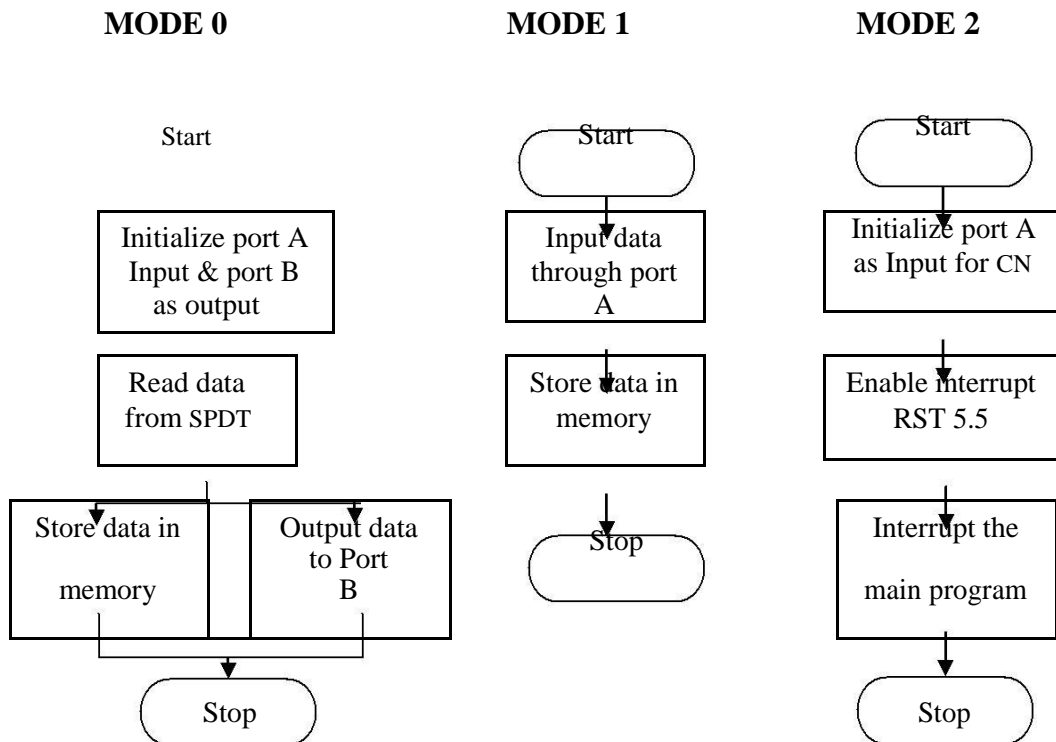 MODE 0
Start
Initialize port A
Input & port B
as output
Read data
from SPDT
Store data in
memory
Output data
to Port
B
Stop
MODE 1
Start
Input data
through port
A
Store data in
memory
Stop
MODE 2
Start
Initialize port A
as Input for CN
Enable interrupt
RST 5.5
Interrupt the
main program
Stop